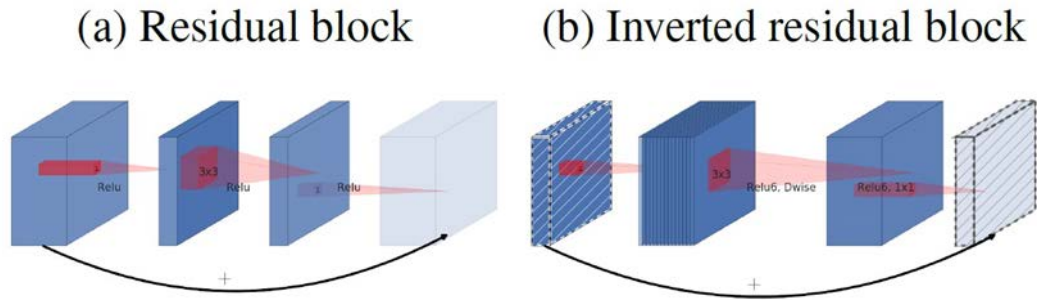 (a) Residual block
(b) Inverted residual block
Relu
3x3
Relu
Relu
+
3x3
Relu6, Dwise
Relu6, 1x1
+